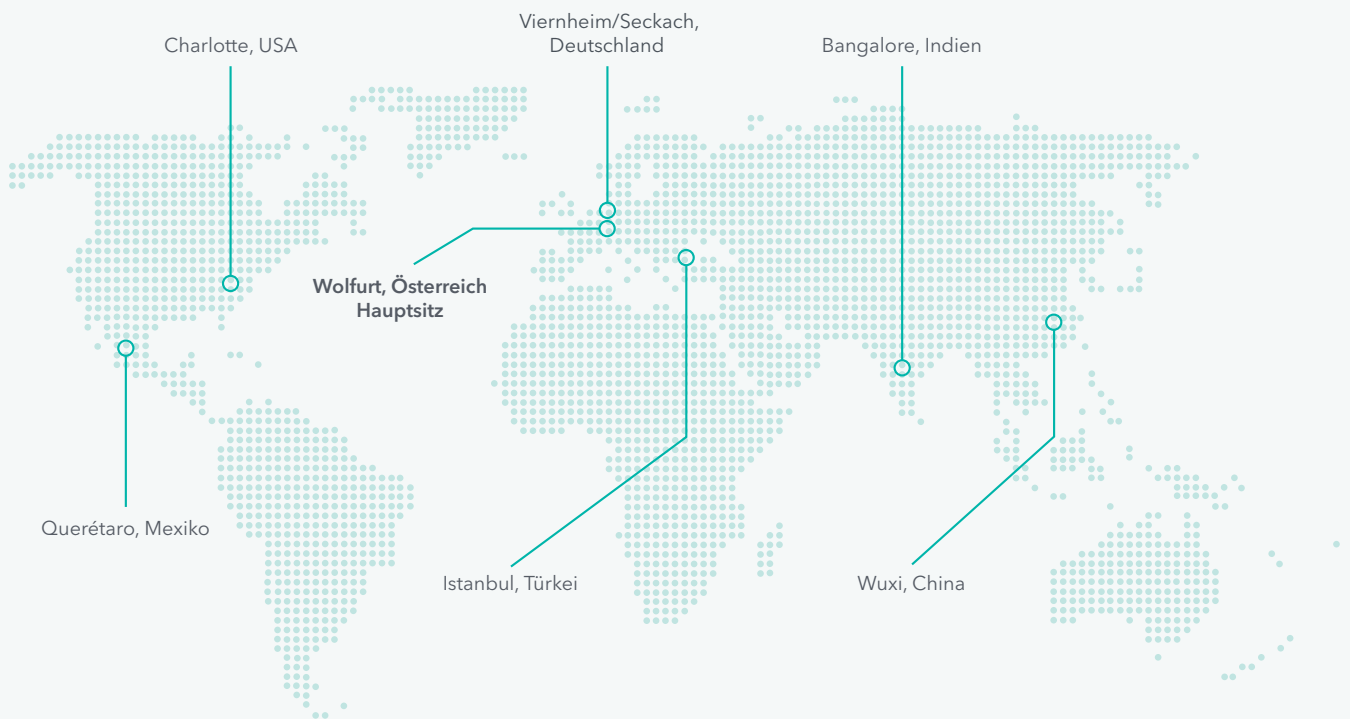 Viernheim/Seckach,
Deutschland
Charlotte, USA
Bangalore, Indien
Wolfurt, Österreich
Hauptsitz
Querétaro, Mexiko
Istanbul, Türkei
Wuxi, China